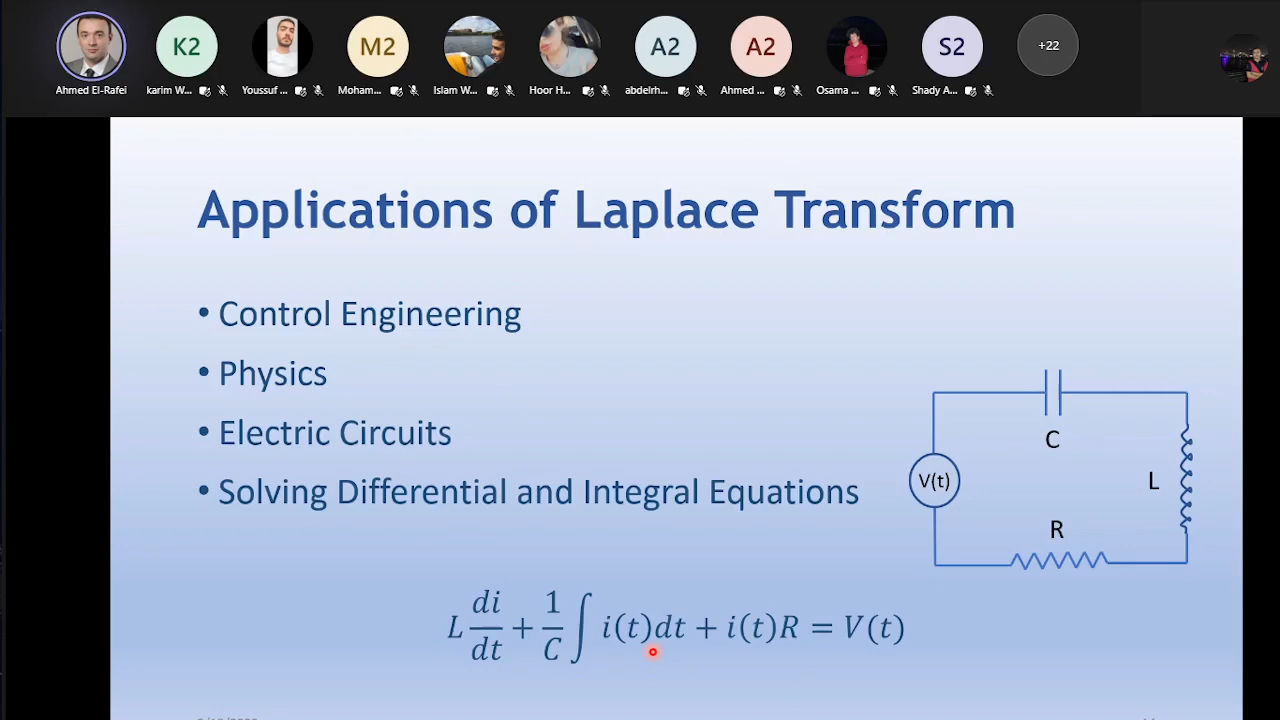 K2
M2
A2
A2
S2
+22
Ahmed El-Rafei
karim W...
Youssuf ...
Moham...
Islam W...
Hoor H...
abdelrh...
Ahmed ...
Osama ...
Shady A...
Applications of Laplace Transform
• Control Engineering
• Physics
• Electric Circuits
• Solving Differential and Integral Equations
C
V(t)
L
R
L di/dt + 1/C ∫ i(t)dt + i(t)R = V(t)